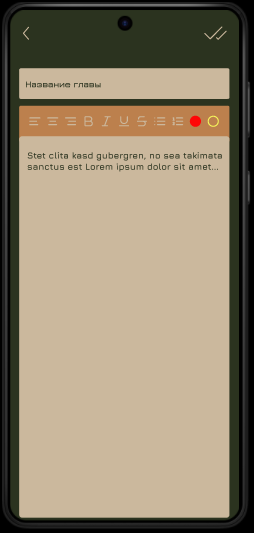 Название главы
B I U S
Stet clita kasd gubergren, no sea takimata
sanctus est Lorem ipsum dolor sit amet...